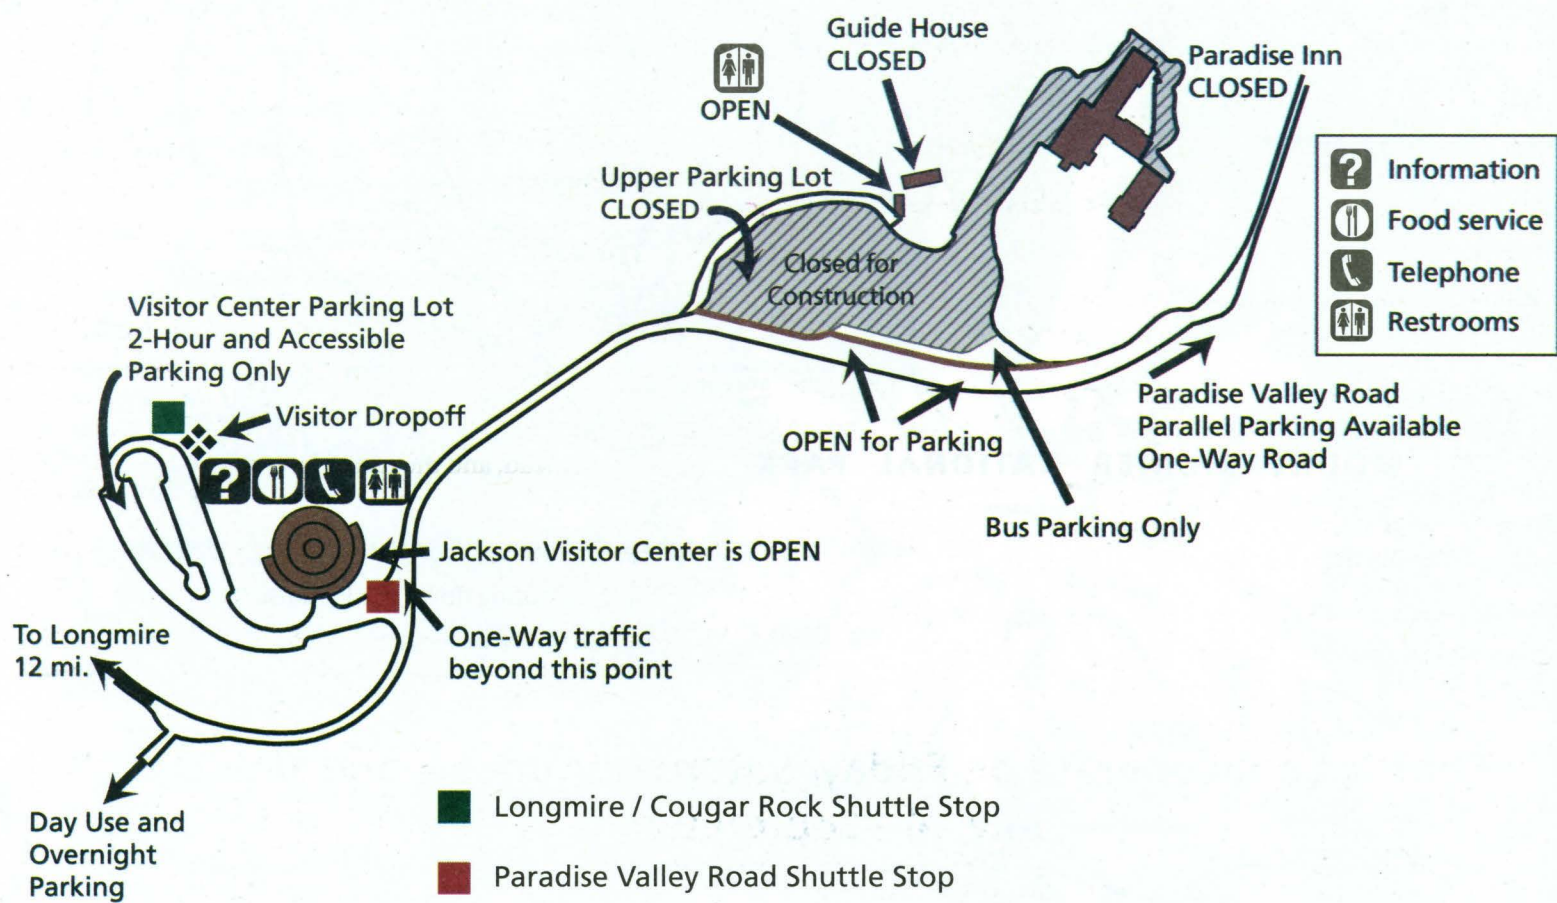 Guide House
CLOSED
OPEN
Paradise Inn
CLOSED
Upper Parking Lot
CLOSED
Closed for
Construction
? Information
Food service
Telephone
Restrooms
Visitor Center Parking Lot
2-Hour and Accessible
Parking Only
Visitor Dropoff
?
OPEN for Parking
Paradise Valley Road
Parallel Parking Available
One-Way Road
Bus Parking Only
Jackson Visitor Center is OPEN
One-Way traffic
beyond this point
To Longmire
12 mi.
Day Use and
Overnight
Parking
Longmire / Cougar Rock Shuttle Stop
Paradise Valley Road Shuttle Stop